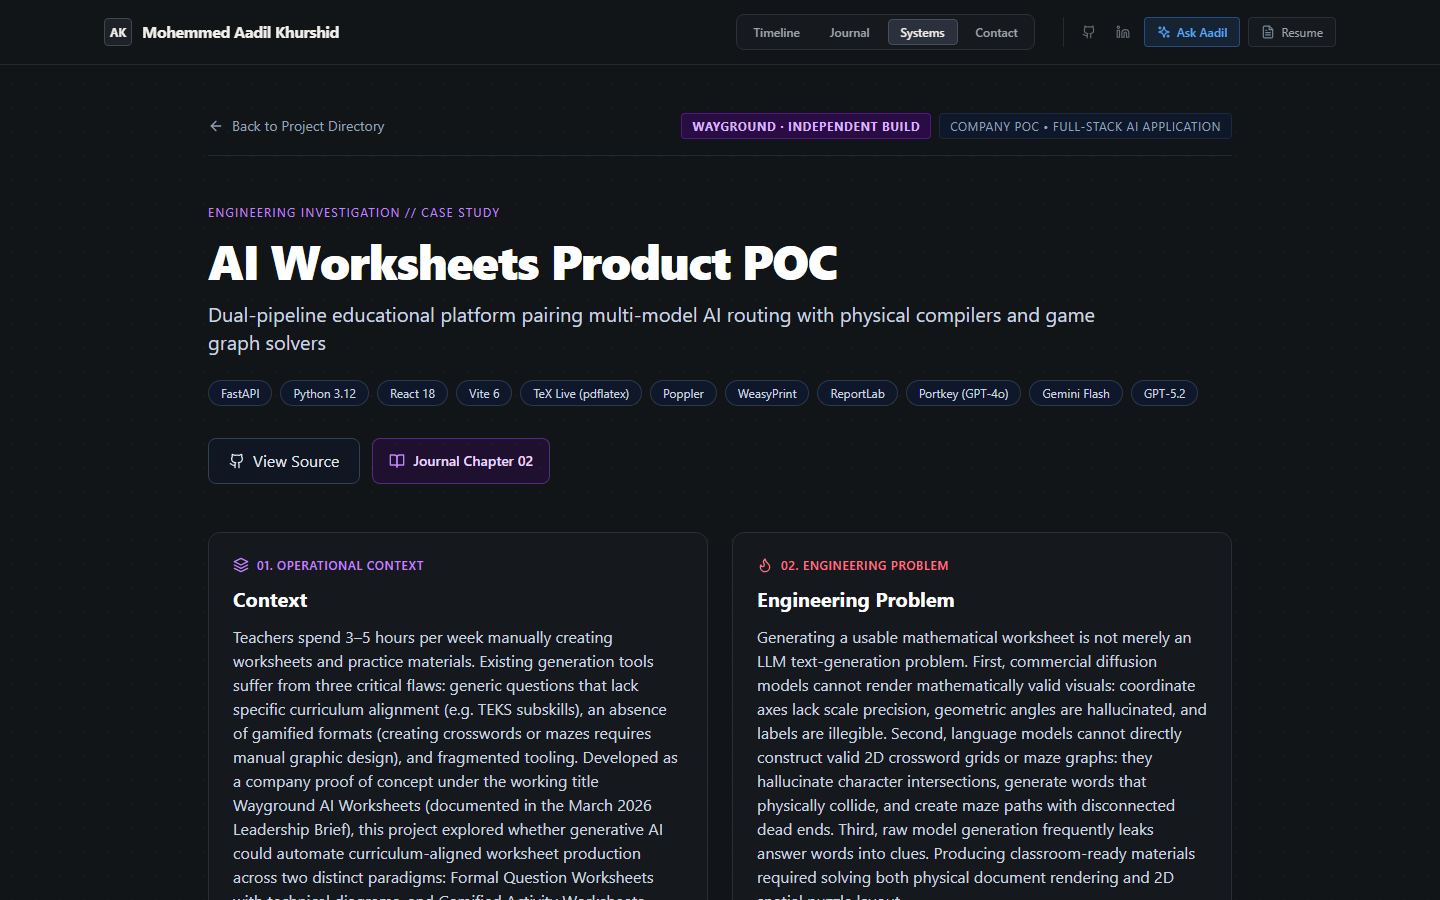 AK Mohemmed Aadil Khurshid
Timeline Journal Systems Contact Ask Aadil Resume
Back to Project Directory
WAYGROUND · INDEPENDENT BUILD
COMPANY POC • FULL-STACK AI APPLICATION
ENGINEERING INVESTIGATION // CASE STUDY
AI Worksheets Product POC
Dual-pipeline educational platform pairing multi-model AI routing with physical compilers and game
graph solvers
FastAPI Python 3.12 React 18 Vite 6 TeX Live (pdflatex) Poppler WeasyPrint ReportLab Portkey (GPT-4o) Gemini Flash GPT-5.2
View Source Journal Chapter 02
01. OPERATIONAL CONTEXT
Context
Teachers spend 3–5 hours per week manually creating
worksheets and practice materials. Existing generation tools
suffer from three critical flaws: generic questions that lack
specific curriculum alignment (e.g. TEKS subskills), an absence
of gamified formats (creating crosswords or mazes requires
manual graphic design), and fragmented tooling. Developed as
a company proof of concept under the working title
Wayground AI Worksheets (documented in the March 2026
Leadership Brief), this project explored whether generative AI
could automate curriculum-aligned worksheet production
across two distinct paradigms: Formal Question Worksheets
with technical diagrams, and Gamified Activity Worksheets
02. ENGINEERING PROBLEM
Engineering Problem
Generating a usable mathematical worksheet is not merely an
LLM text-generation problem. First, commercial diffusion
models cannot render mathematically valid visuals: coordinate
axes lack scale precision, geometric angles are hallucinated, and
labels are illegible. Second, language models cannot directly
construct valid 2D crossword grids or maze graphs: they
hallucinate character intersections, generate words that
physically collide, and create maze paths with disconnected
dead ends. Third, raw model generation frequently leaks
answer words into clues. Producing classroom-ready materials
required solving both physical document rendering and 2D
spatial puzzle layout.